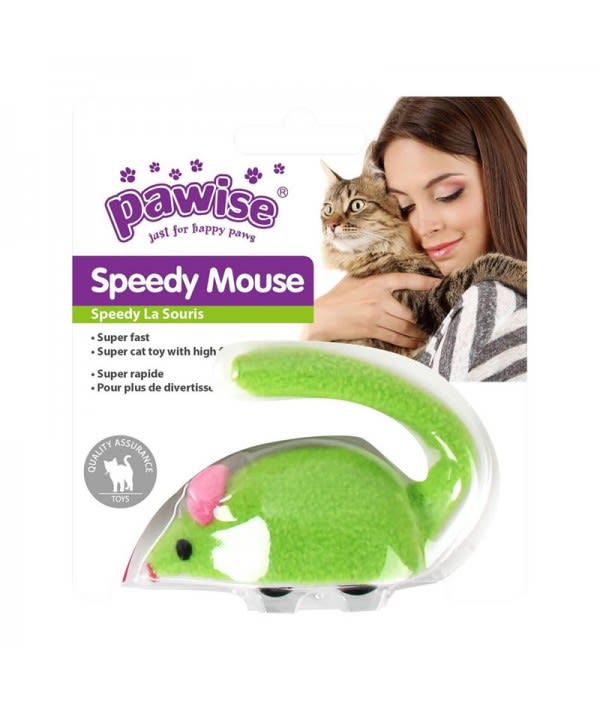 pawise®
just for happy paws
Speedy Mouse
Speedy La Souris
• Super fast
• Super cat toy with high
• Super rapide
• Pour plus de
QUALITY ASSURANCE
TOYS